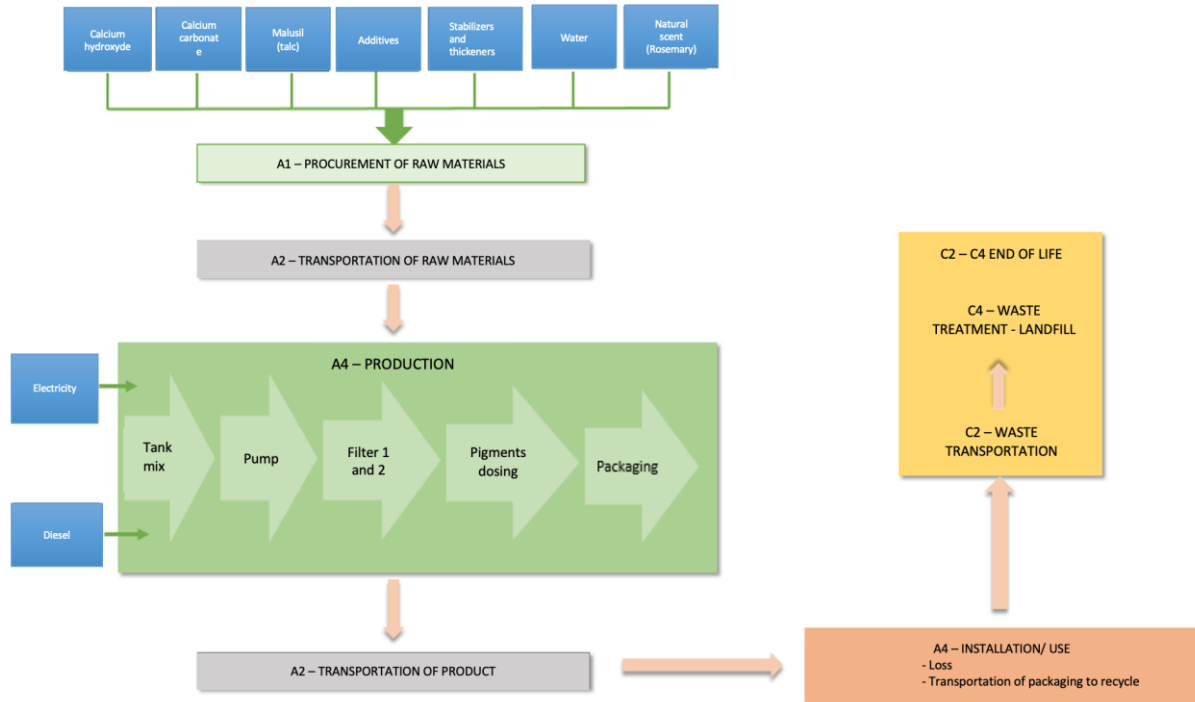 Calcium
hydroxyde
Calcium
carbonat
e
Malusil
(talc)
Additives
Stabilizers
and
thickeners
Water
Natural
scent
(Rosemary)
A1 – PROCUREMENT OF RAW MATERIALS
A2 – TRANSPORTATION OF RAW MATERIALS
A4 – PRODUCTION
Electricity
Diesel
Tank
mix
Pump
Filter 1
and 2
Pigments
dosing
Packaging
A2 – TRANSPORTATION OF PRODUCT
A4 – INSTALLATION/ USE
- Loss
- Transportation of packaging to recycle
C2 – C4 END OF LIFE
C4 – WASTE
TREATMENT - LANDFILL
C2 – WASTE
TRANSPORTATION